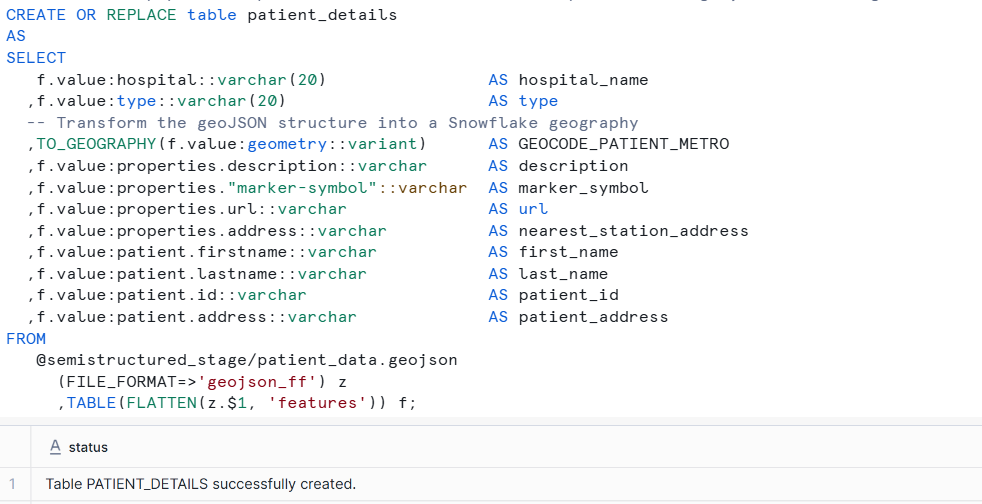 CREATE OR REPLACE table patient_details
AS
SELECT
f.value:hospital::varchar(20) AS hospital_name
,f.value:type::varchar(20) AS type
-- Transform the geoJSON structure into a Snowflake geography
,TO_GEOGRAPHY(f.value:geometry::variant) AS GEOCODE_PATIENT_METRO
,f.value:properties.description::varchar AS description
,f.value:properties."marker-symbol"::varchar AS marker_symbol
,f.value:properties.url::varchar AS url
,f.value:properties.address::varchar AS nearest_station_address
,f.value:patient.firstname::varchar AS first_name
,f.value:patient.lastname::varchar AS last_name
,f.value:patient.id::varchar AS patient_id
,f.value:patient.address::varchar AS patient_address
FROM
@semistructured_stage/patient_data.geojson
(FILE_FORMAT=>'geojson_ff') z
,TABLE(FLATTEN(z.$1, 'features')) f;
A status
1 Table PATIENT_DETAILS successfully created.